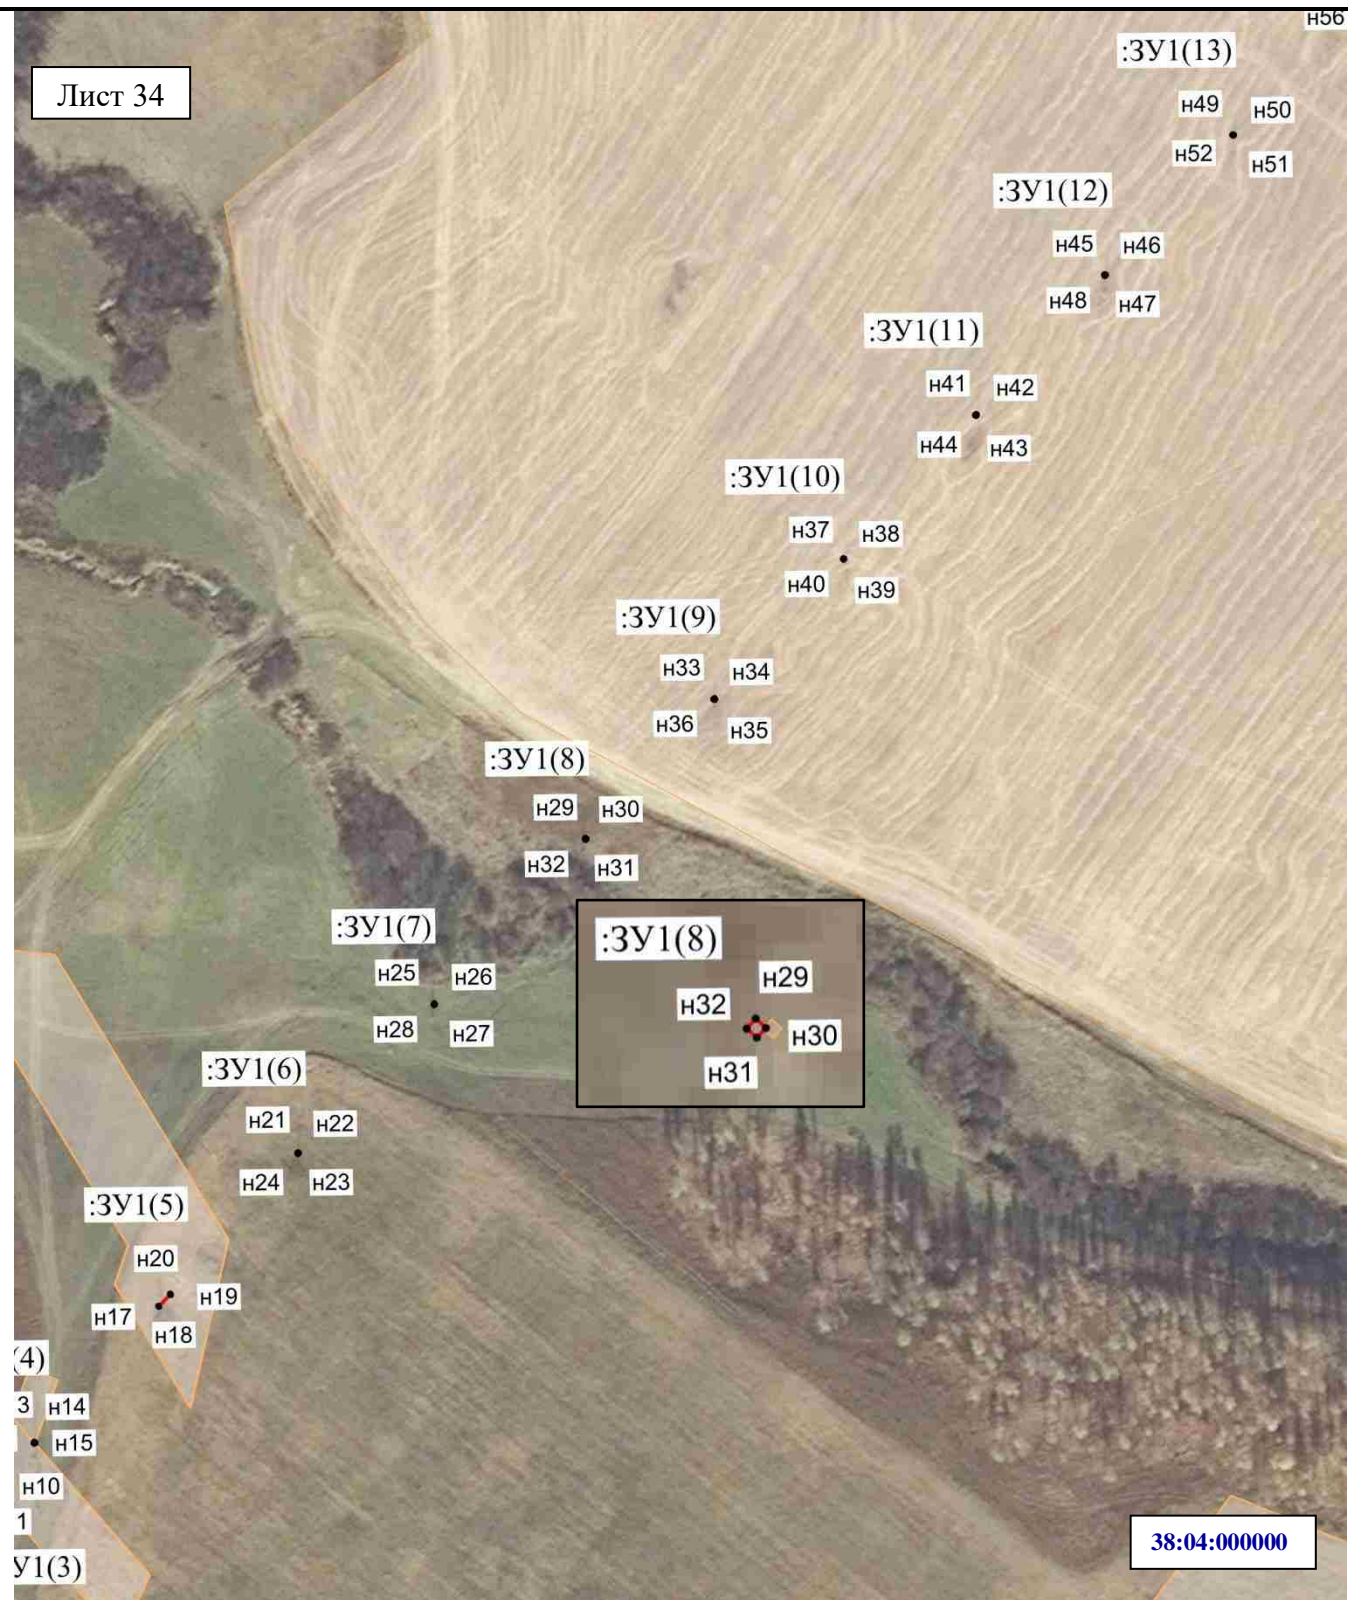 н56
:ЗУ1(13)
Лист 34
н49 н50
н52 н51
:ЗУ1(12)
н45 н46
н48 н47
:ЗУ1(11)
н41 н42
н44 н43
:ЗУ1(10)
н37 н38
н40 н39
:ЗУ1(9)
н33 н34
н36 н35
:ЗУ1(8)
н29 н30
н32 н31
:ЗУ1(7)
н25 н26
н28 н27
:ЗУ1(8)
н29
н32
н30
н31
:ЗУ1(6)
н21 н22
н24 н23
:ЗУ1(5)
н20
н19
н17
н18
(4)
3 н14
н15
н10
1
У1(3)
38:04:000000